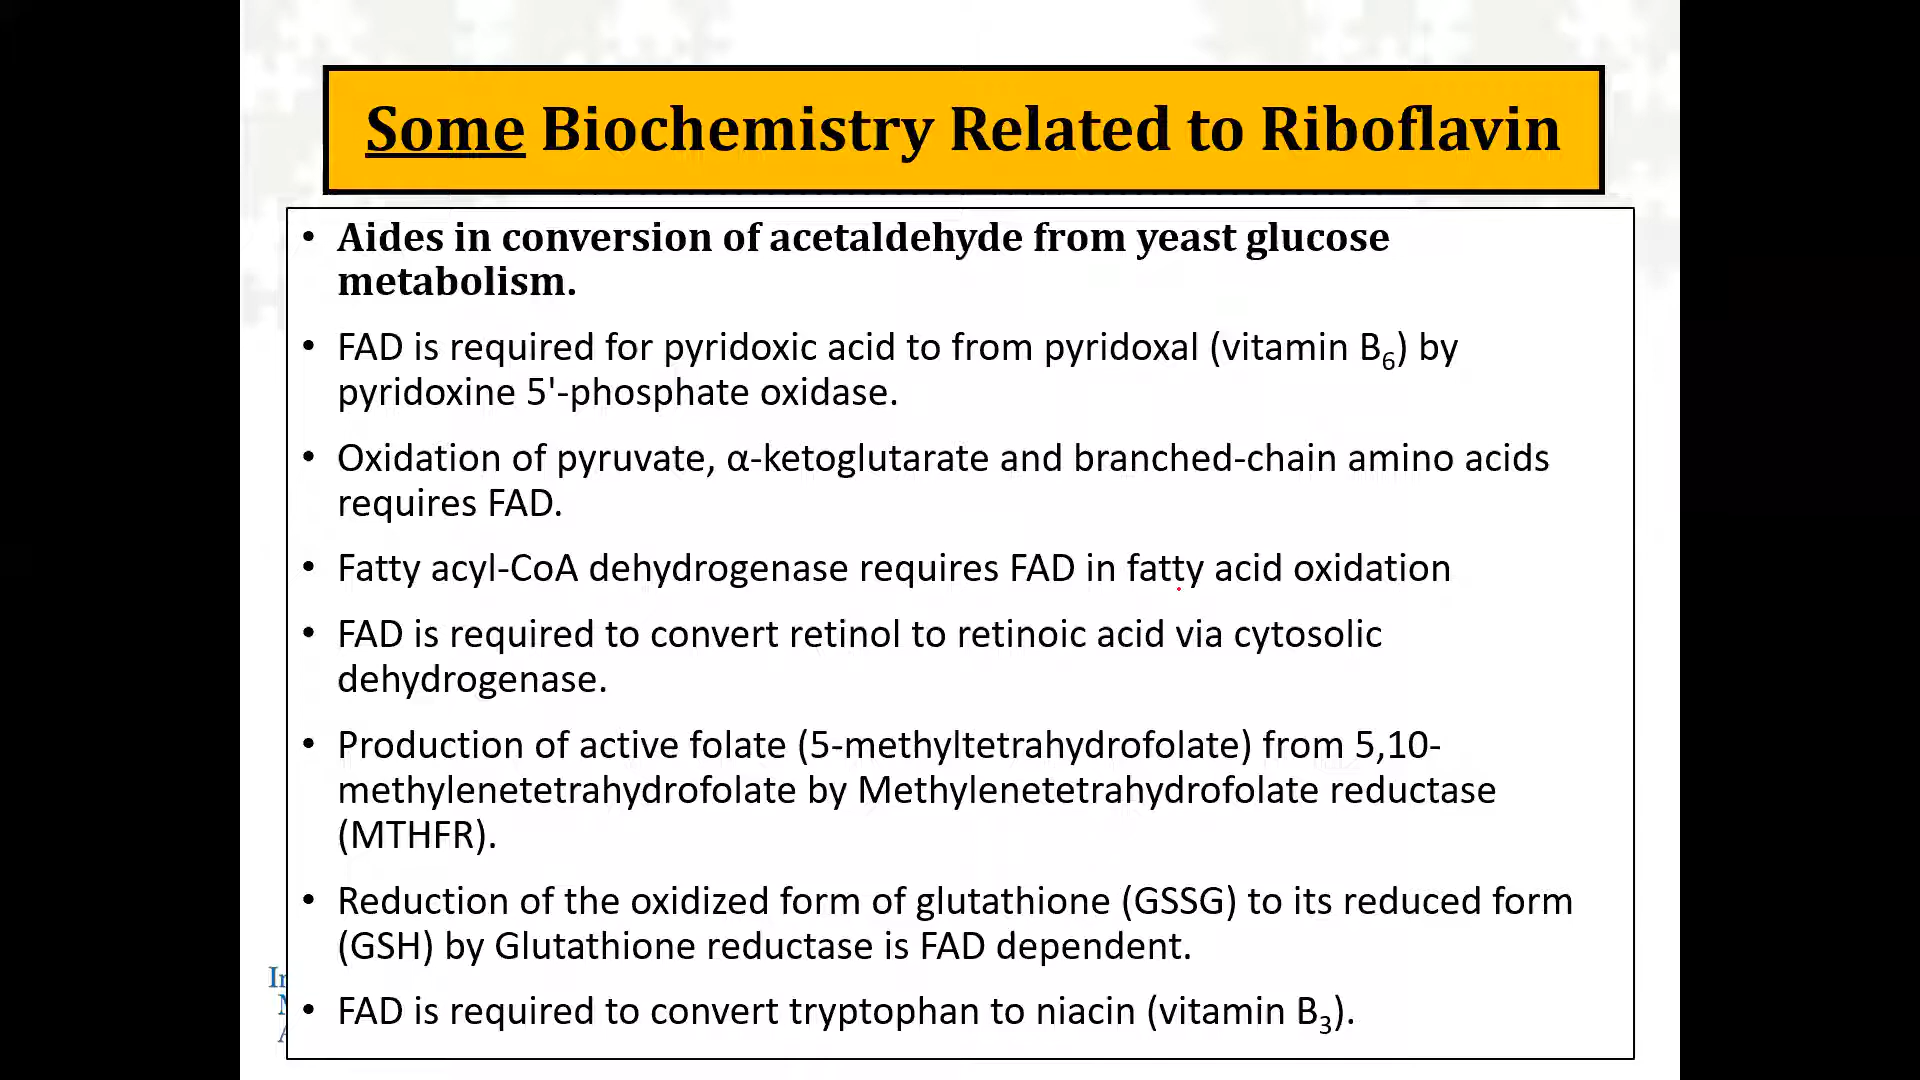 Some Biochemistry Related to Riboflavin
• Aides in conversion of acetaldehyde from yeast glucose
metabolism.
• FAD is required for pyridoxic acid to from pyridoxal (vitamin B₆) by
pyridoxine 5'-phosphate oxidase.
• Oxidation of pyruvate, α-ketoglutarate and branched-chain amino acids
requires FAD.
• Fatty acyl-CoA dehydrogenase requires FAD in fatty acid oxidation
• FAD is required to convert retinol to retinoic acid via cytosolic
dehydrogenase.
• Production of active folate (5-methyltetrahydrofolate) from 5,10-
methylenetetrahydrofolate by Methylenetetrahydrofolate reductase
(MTHFR).
• Reduction of the oxidized form of glutathione (GSSG) to its reduced form
(GSH) by Glutathione reductase is FAD dependent.
• FAD is required to convert tryptophan to niacin (vitamin B₃).